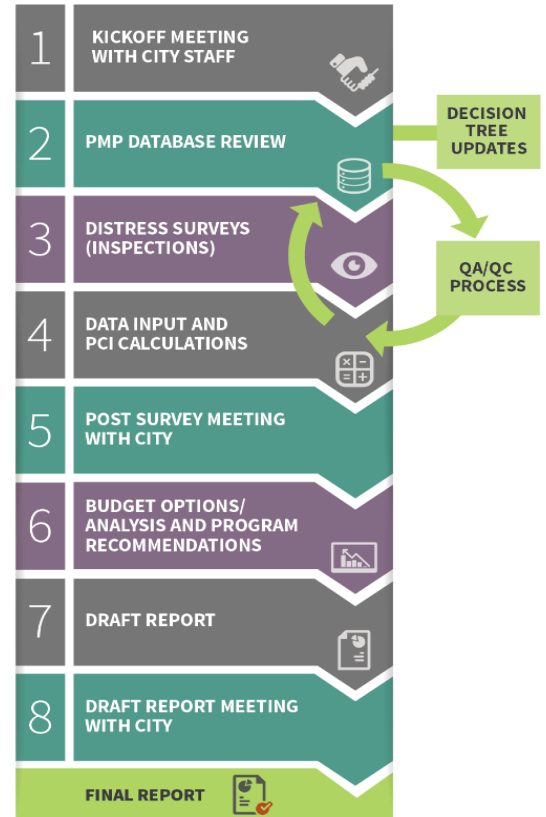 1
KICKOFF MEETING
WITH CITY STAFF
2
PMP DATABASE REVIEW
DECISION
TREE
UPDATES
3
DISTRESS SURVEYS
(INSPECTIONS)
QA/QC
PROCESS
4
DATA INPUT AND
PCI CALCULATIONS
5
POST SURVEY MEETING
WITH CITY
6
BUDGET OPTIONS/
ANALYSIS AND PROGRAM
RECOMMENDATIONS
7
DRAFT REPORT
8
DRAFT REPORT MEETING
WITH CITY
FINAL REPORT